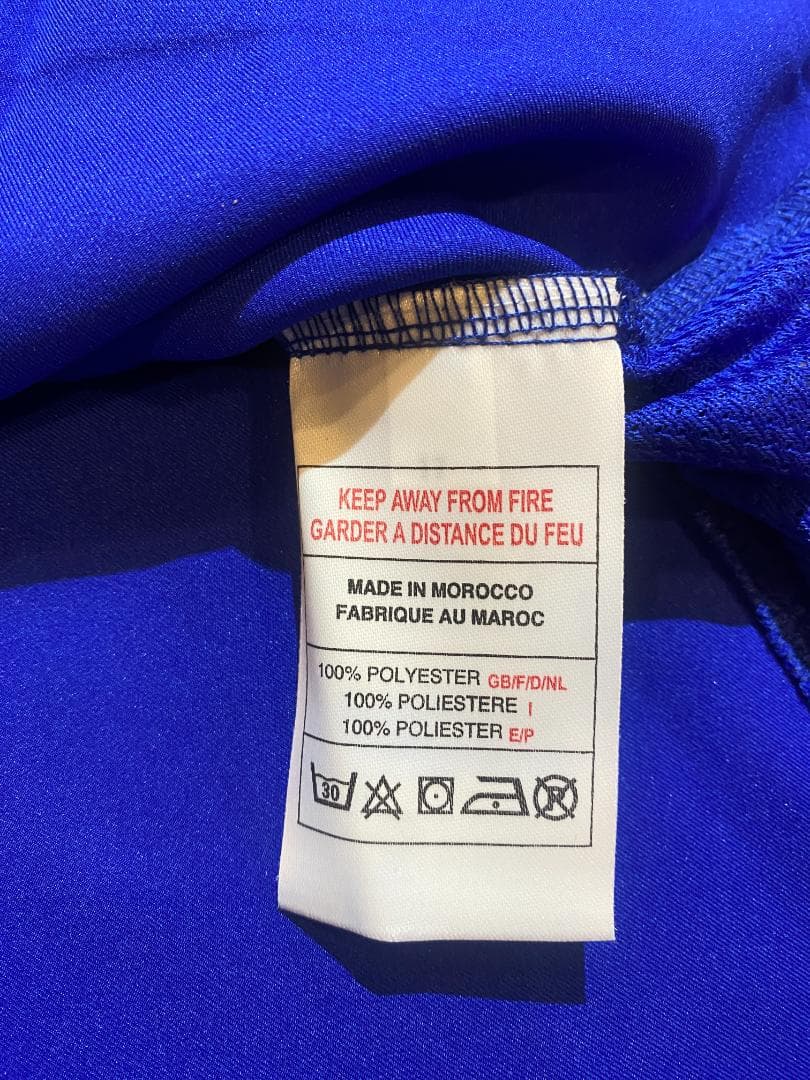 KEEP AWAY FROM FIRE
GARDER A DISTANCE DU FEU
MADE IN MOROCCO
FABRIQUE AU MAROC
100% POLYESTER GB/F/D/NL
100% POLIESTERE I
100% POLIESTER E/P
30